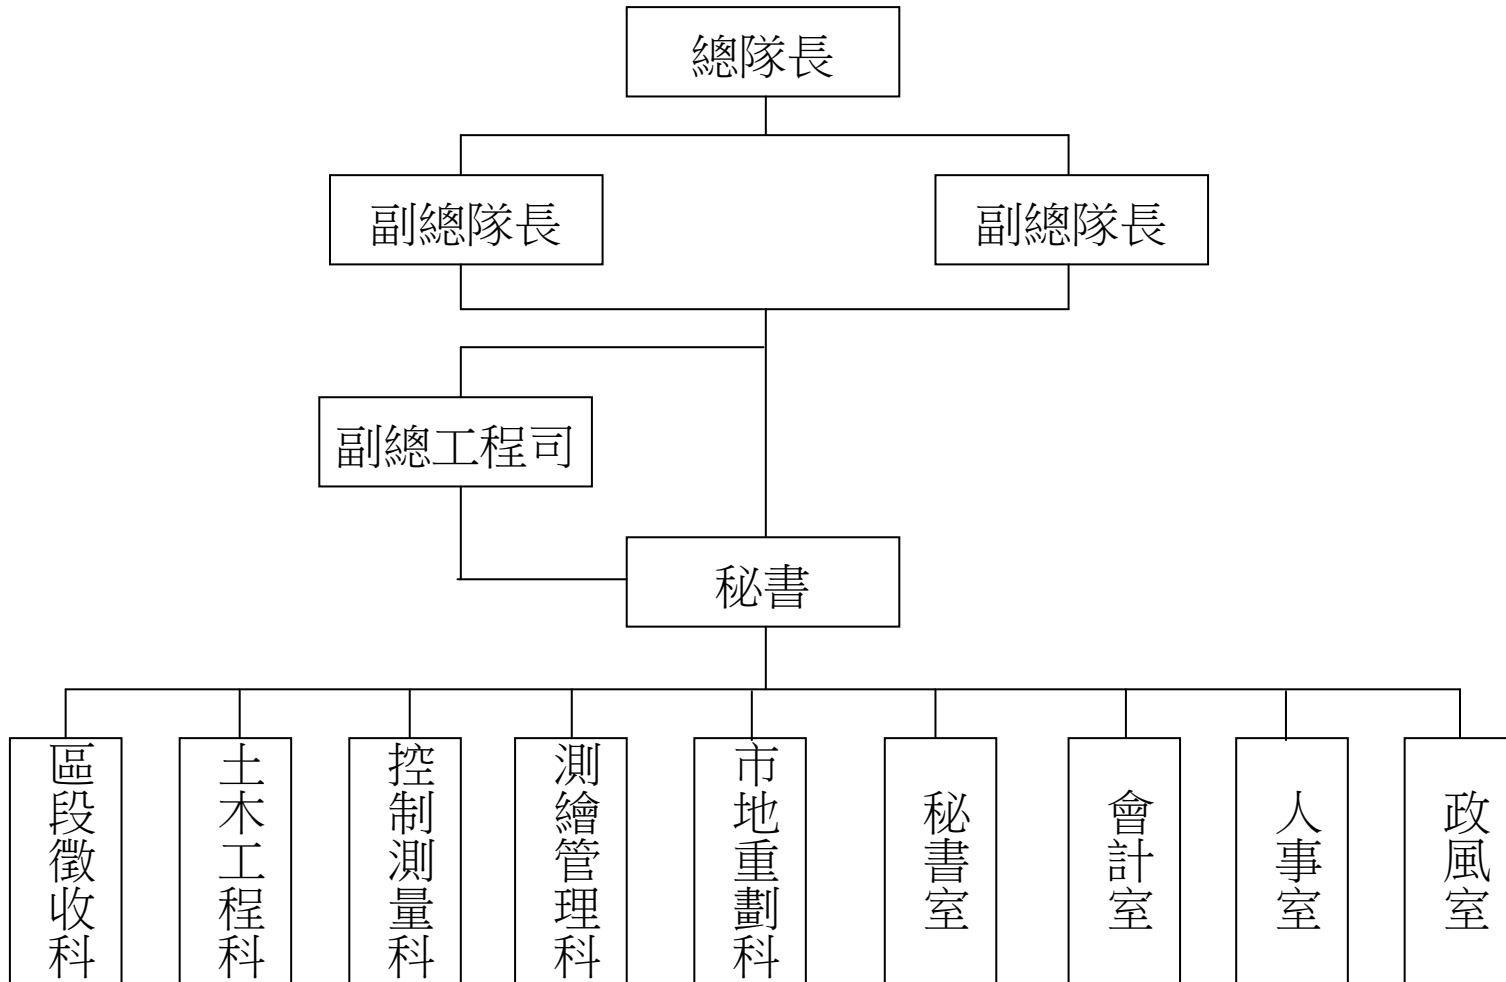 總隊長
副總隊長
副總隊長
副總工程司
秘書
區段徵收科
土木工程科
控制測量科
測繪管理科
市地重劃科
秘書室
會計室
人事室
政風室